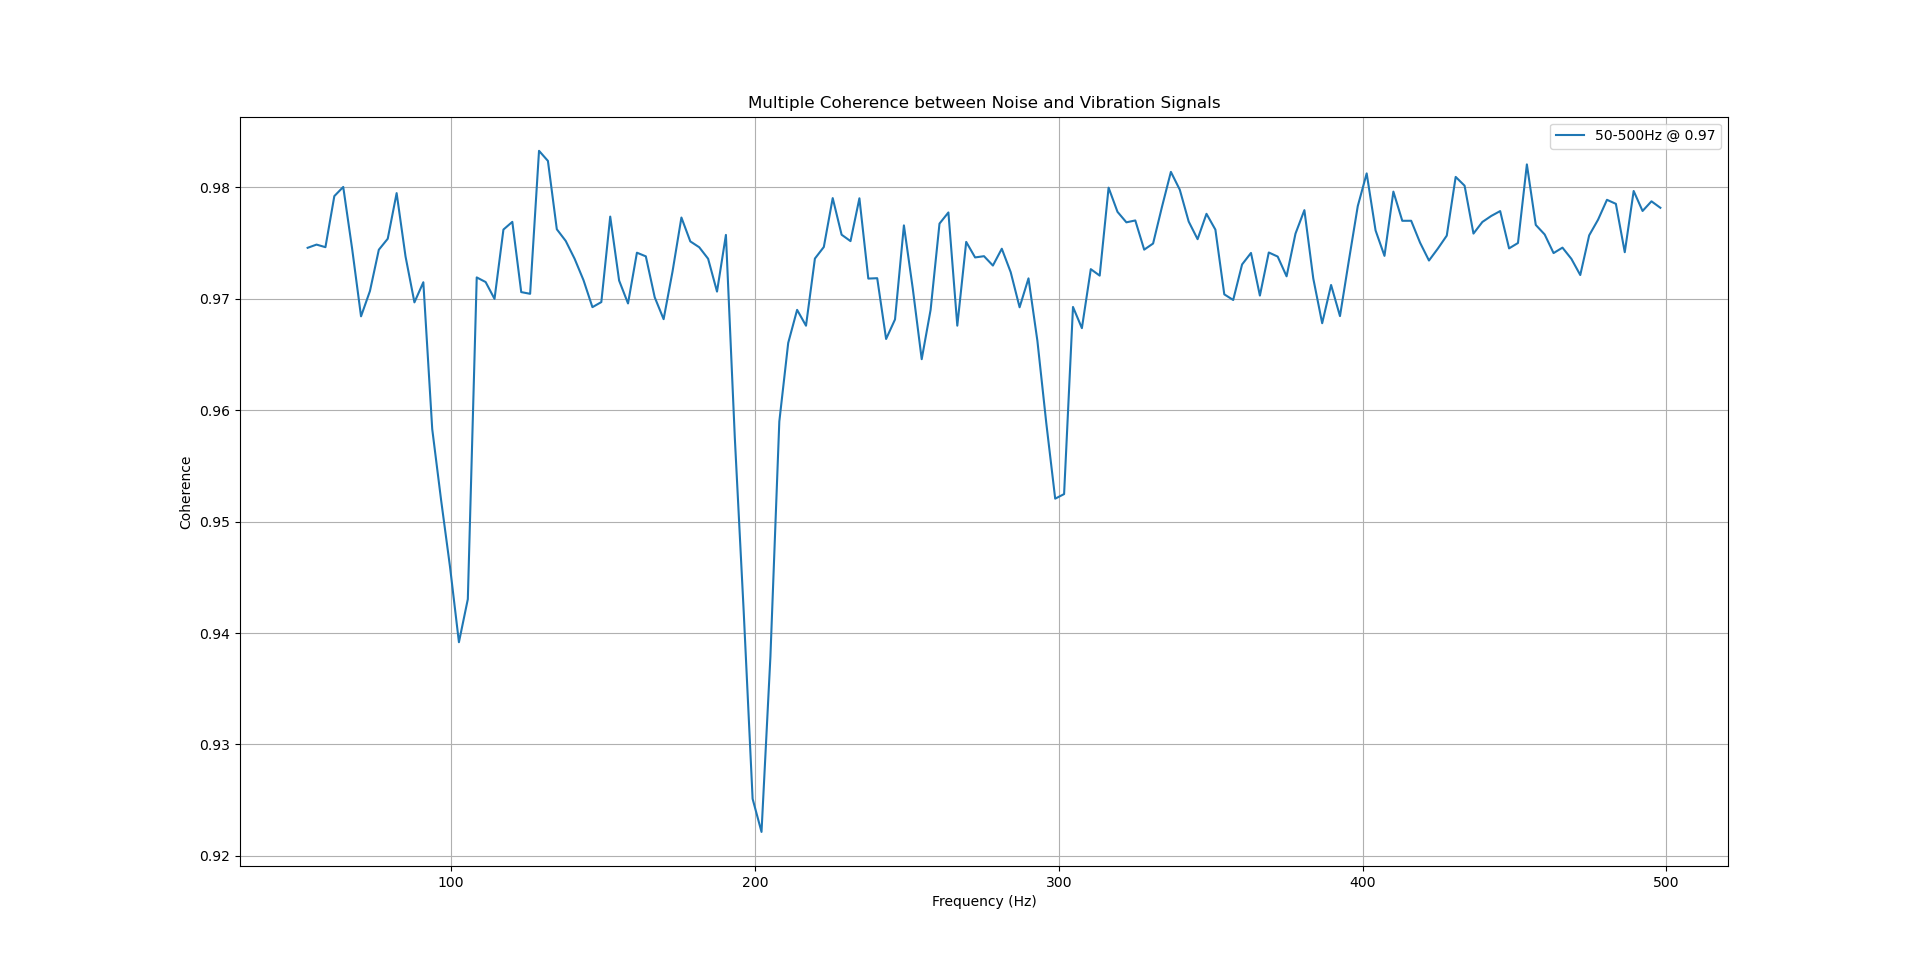 Multiple Coherence between Noise and Vibration Signals
50-500Hz @ 0.97
Coherence
0.98
0.97
0.96
0.95
0.94
0.93
0.92
100 200 300 400 500
Frequency (Hz)